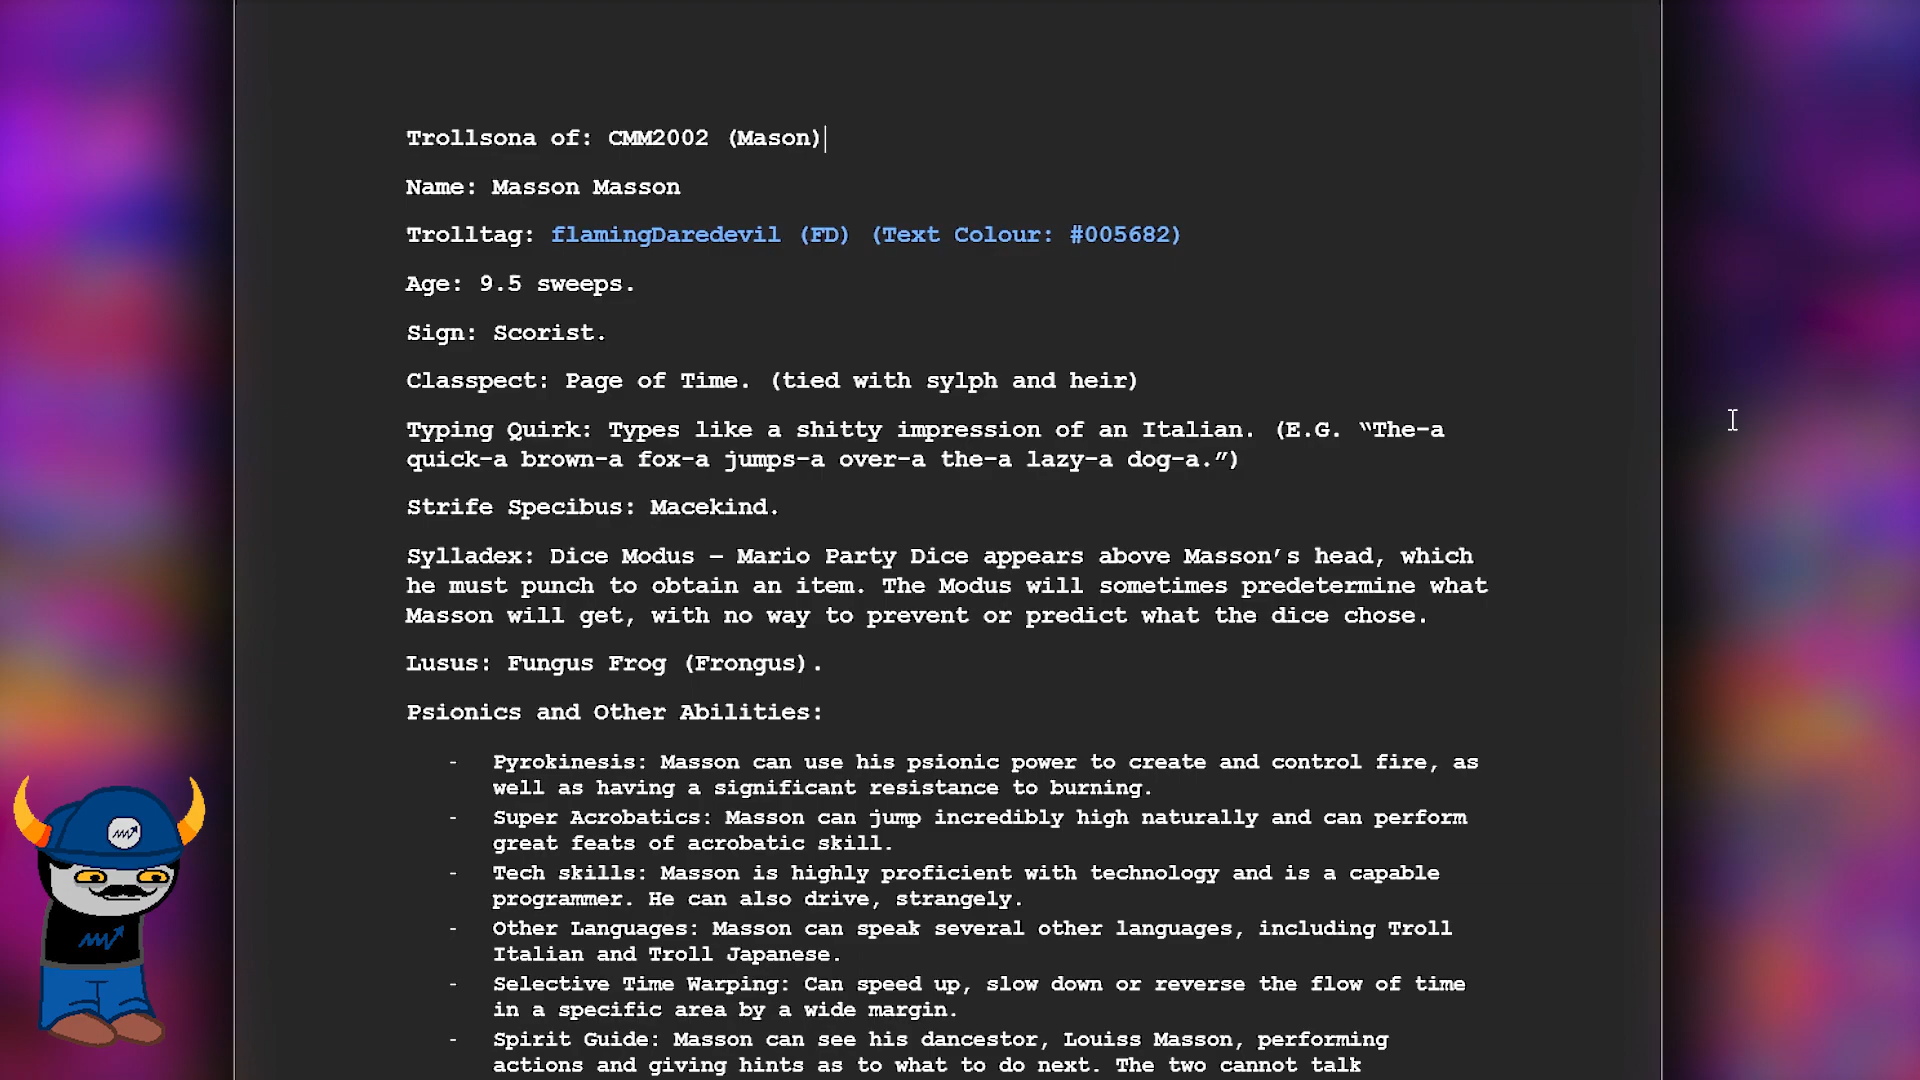 Trollsona of: CMM2002 (Mason)
Name: Masson Masson
Trolltag: flamingDaredevil (FD) (Text Colour: #005682)
Age: 9.5 sweeps.
Sign: Scorist.
Classpect: Page of Time. (tied with sylph and heir)
Typing Quirk: Types like a shitty impression of an Italian. (E.G. “The-a
quick-a brown-a fox-a jumps-a over-a the-a lazy-a dog-a.”)
Strife Specibus: Macekind.
Sylladex: Dice Modus – Mario Party Dice appears above Masson’s head, which
he must punch to obtain an item. The Modus will sometimes predetermine what
Masson will get, with no way to prevent or predict what the dice chose.
Lusus: Fungus Frog (Frongus).
Psionics and Other Abilities:
- Pyrokinesis: Masson can use his psionic power to create and control fire, as
well as having a significant resistance to burning.
- Super Acrobatics: Masson can jump incredibly high naturally and can perform
great feats of acrobatic skill.
- Tech skills: Masson is highly proficient with technology and is a capable
programmer. He can also drive, strangely.
- Other Languages: Masson can speak several other languages, including Troll
Italian and Troll Japanese.
- Selective Time Warping: Can speed up, slow down or reverse the flow of time
in a specific area by a wide margin.
- Spirit Guide: Masson can see his dancestor, Louiss Masson, performing
actions and giving hints as to what to do next. The two cannot talk